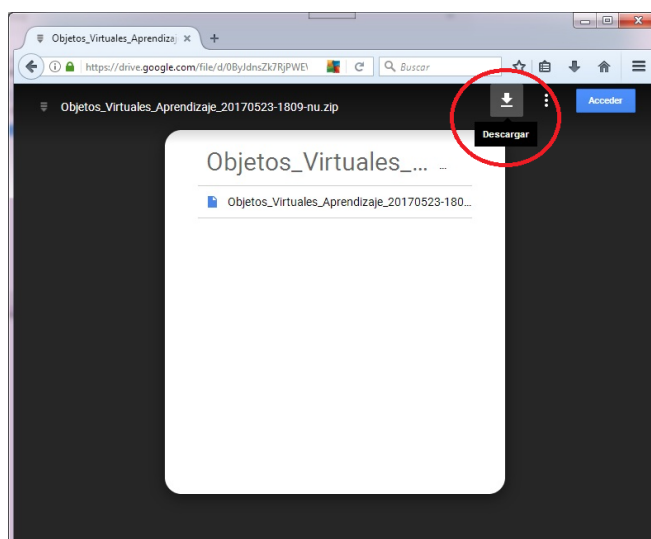 Objetos_Virtuales_Aprendizaj
https://drive.google.com/file/d/0ByJdnsZk7RjPWE\
Buscar
Objetos_Virtuales_Aprendizaje_20170523-1809-nu.zip
Acceder
Descargar
Objetos_Virtuales_... ...
Objetos_Virtuales_Aprendizaje_20170523-180...